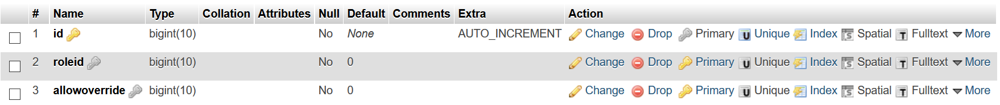 # Name Type Collation Attributes Null Default Comments Extra Action
1 id bigint(10) No None AUTO_INCREMENT Change Drop Primary Unique Index Spatial Fulltext More
2 roleid bigint(10) No 0 Change Drop Primary Unique Index Spatial Fulltext More
3 allowoverride bigint(10) No 0 Change Drop Primary Unique Index Spatial Fulltext More